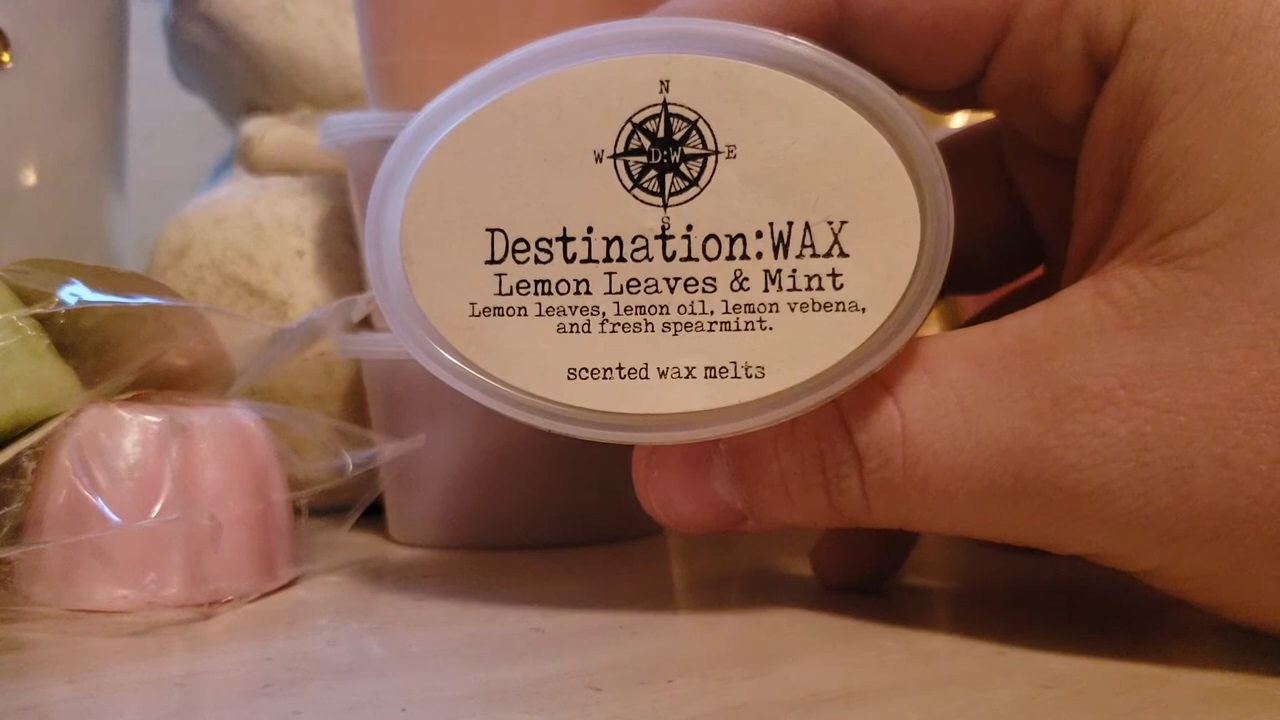 N
W D:W E
S
Destination:WAX
Lemon Leaves & Mint
Lemon leaves, lemon oil, lemon vebena,
and fresh spearmint.
scented wax melts